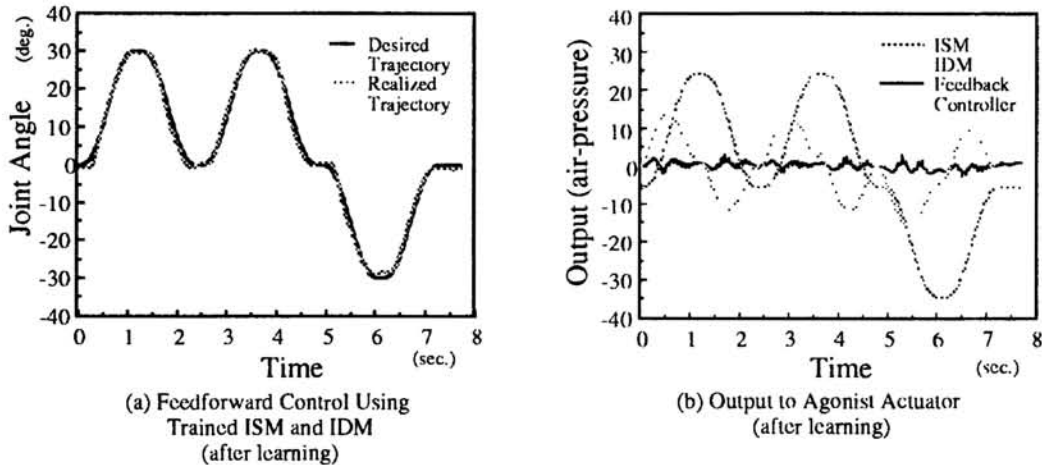 40
30
20
10
0
-10
-20
-30
-40
Joint Angle (deg.)
Desired
Trajectory
Realized
Trajectory
0 1 2 3 4 5 6 7 8
Time (sec.)
(a) Feedforward Control Using
Trained ISM and IDM
(after learning)
40
30
20
10
0
-10
-20
-30
-40
Output (air-pressure)
ISM
IDM
Feedback
Controller
0 1 2 3 4 5 6 7 8
Time (sec.)
(b) Output to Agonist Actuator
(after learning)